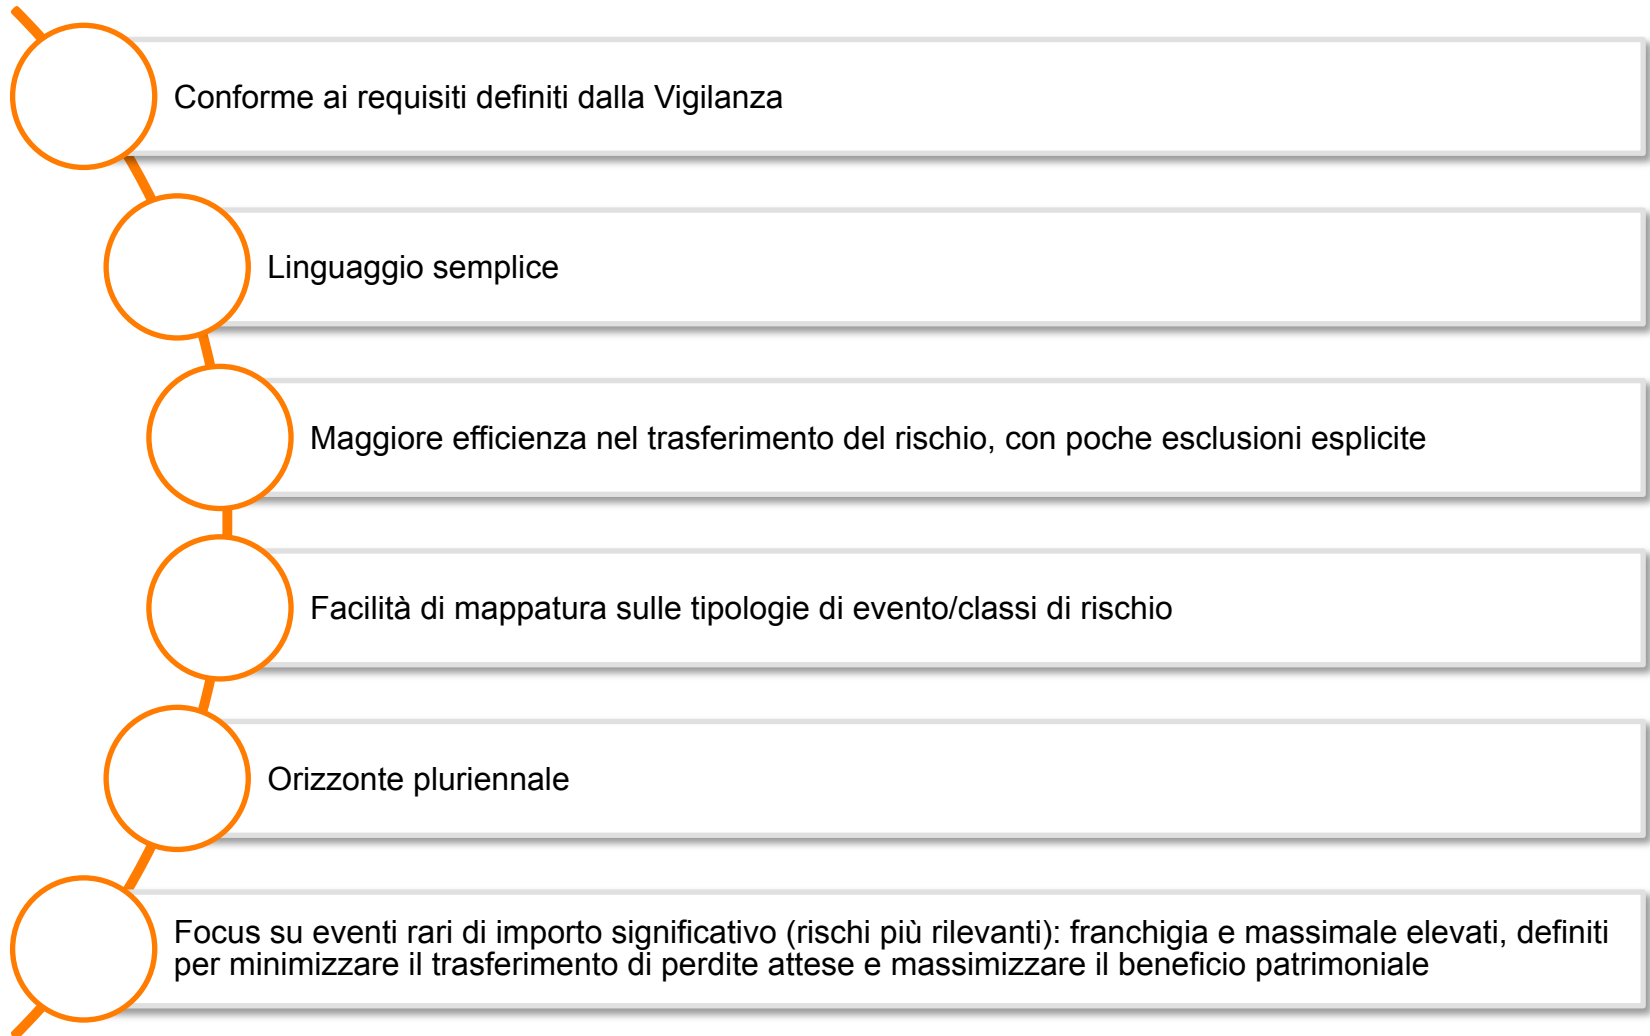 Conforme ai requisiti definiti dalla Vigilanza
Linguaggio semplice
Maggiore efficienza nel trasferimento del rischio, con poche esclusioni esplicite
Facilità di mappatura sulle tipologie di evento/classi di rischio
Orizzonte pluriennale
Focus su eventi rari di importo significativo (rischi più rilevanti): franchigia e massimale elevati, definiti
per minimizzare il trasferimento di perdite attese e massimizzare il beneficio patrimoniale